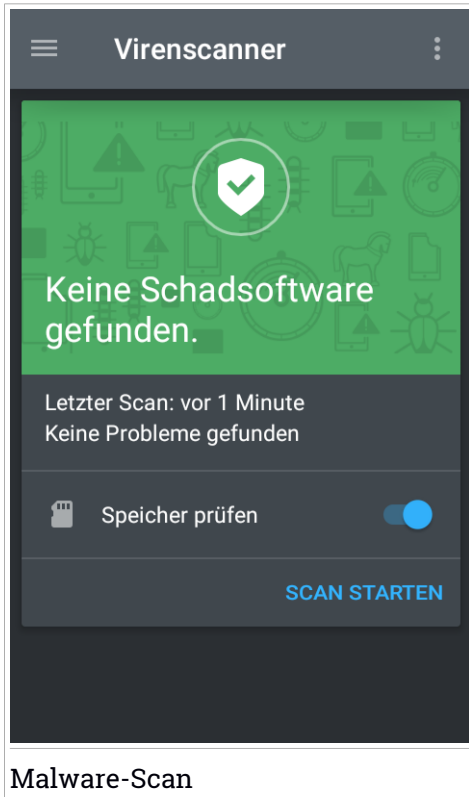 Virenscanner
Keine Schadsoftware
gefunden.
Letzter Scan: vor 1 Minute
Keine Probleme gefunden
Speicher prüfen
SCAN STARTEN
Malware-Scan